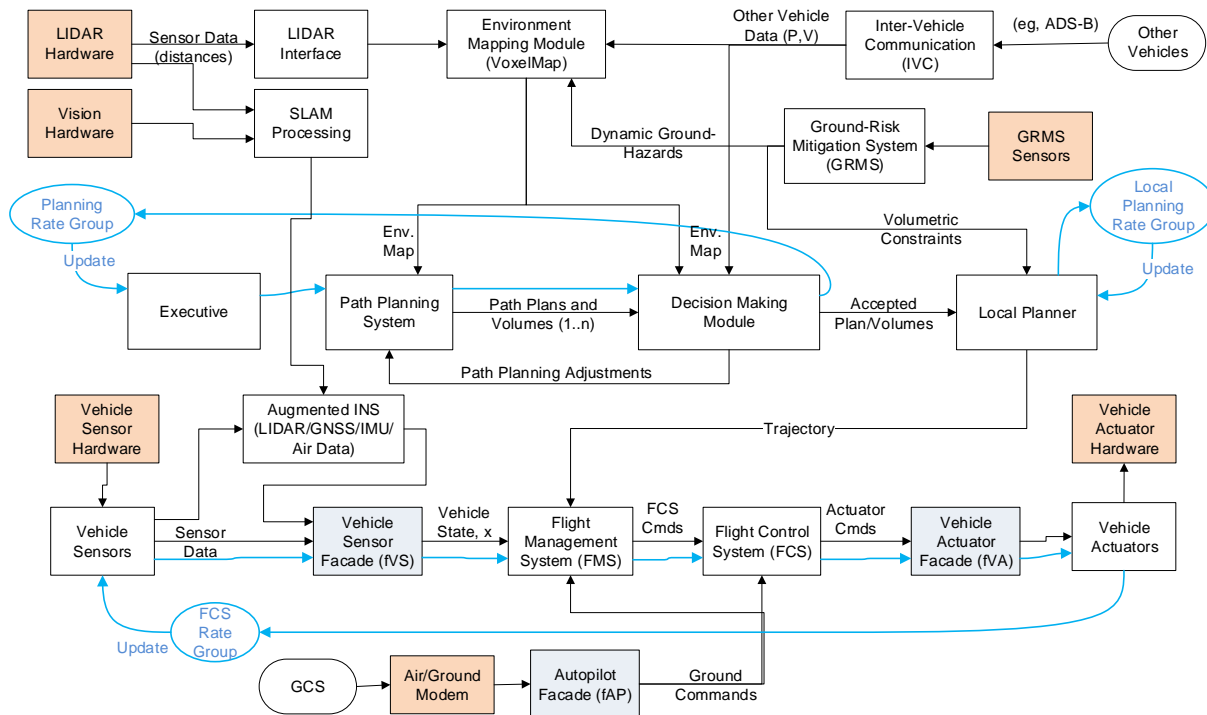 LIDAR
Hardware
Sensor Data
(distances)
LIDAR
Interface
Environment
Mapping Module
(VoxelMap)
Other Vehicle
Data (P,V)
Inter-Vehicle
Communication
(IVC)
(eg, ADS-B)
Other
Vehicles
Vision
Hardware
SLAM
Processing
Dynamic Ground-
Hazards
Ground-Risk
Mitigation System
(GRMS)
GRMS
Sensors
Planning
Rate Group
Update
Local
Planning
Rate Group
Update
Env.
Map
Env.
Map
Volumetric
Constraints
Executive
Path Planning
System
Path Plans and
Volumes (1..n)
Decision Making
Module
Accepted
Plan/Volumes
Local Planner
Path Planning Adjustments
Vehicle
Sensor
Hardware
Augmented INS
(LIDAR/GNSS/IMU/
Air Data)
Trajectory
Vehicle
Actuator
Hardware
Vehicle
Sensors
Sensor
Data
Vehicle
Sensor
Facade (fVS)
Vehicle
State, x
Flight
Management
System (FMS)
FCS
Cmds
Flight Control
System (FCS)
Actuator
Cmds
Vehicle
Actuator
Facade (fVA)
Vehicle
Actuators
Update
FCS
Rate
Group
GCS
Air/Ground
Modem
Autopilot
Facade (fAP)
Ground
Commands